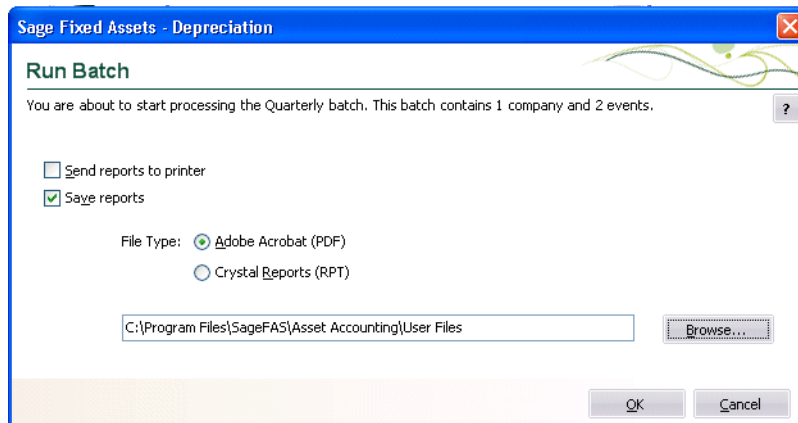 Sage Fixed Assets - Depreciation
Run Batch
You are about to start processing the Quarterly batch. This batch contains 1 company and 2 events.
?
Send reports to printer
Save reports
File Type: Adobe Acrobat (PDF)
Crystal Reports (RPT)
C:\Program Files\SageFAS\Asset Accounting\User Files
Browse...
OK Cancel